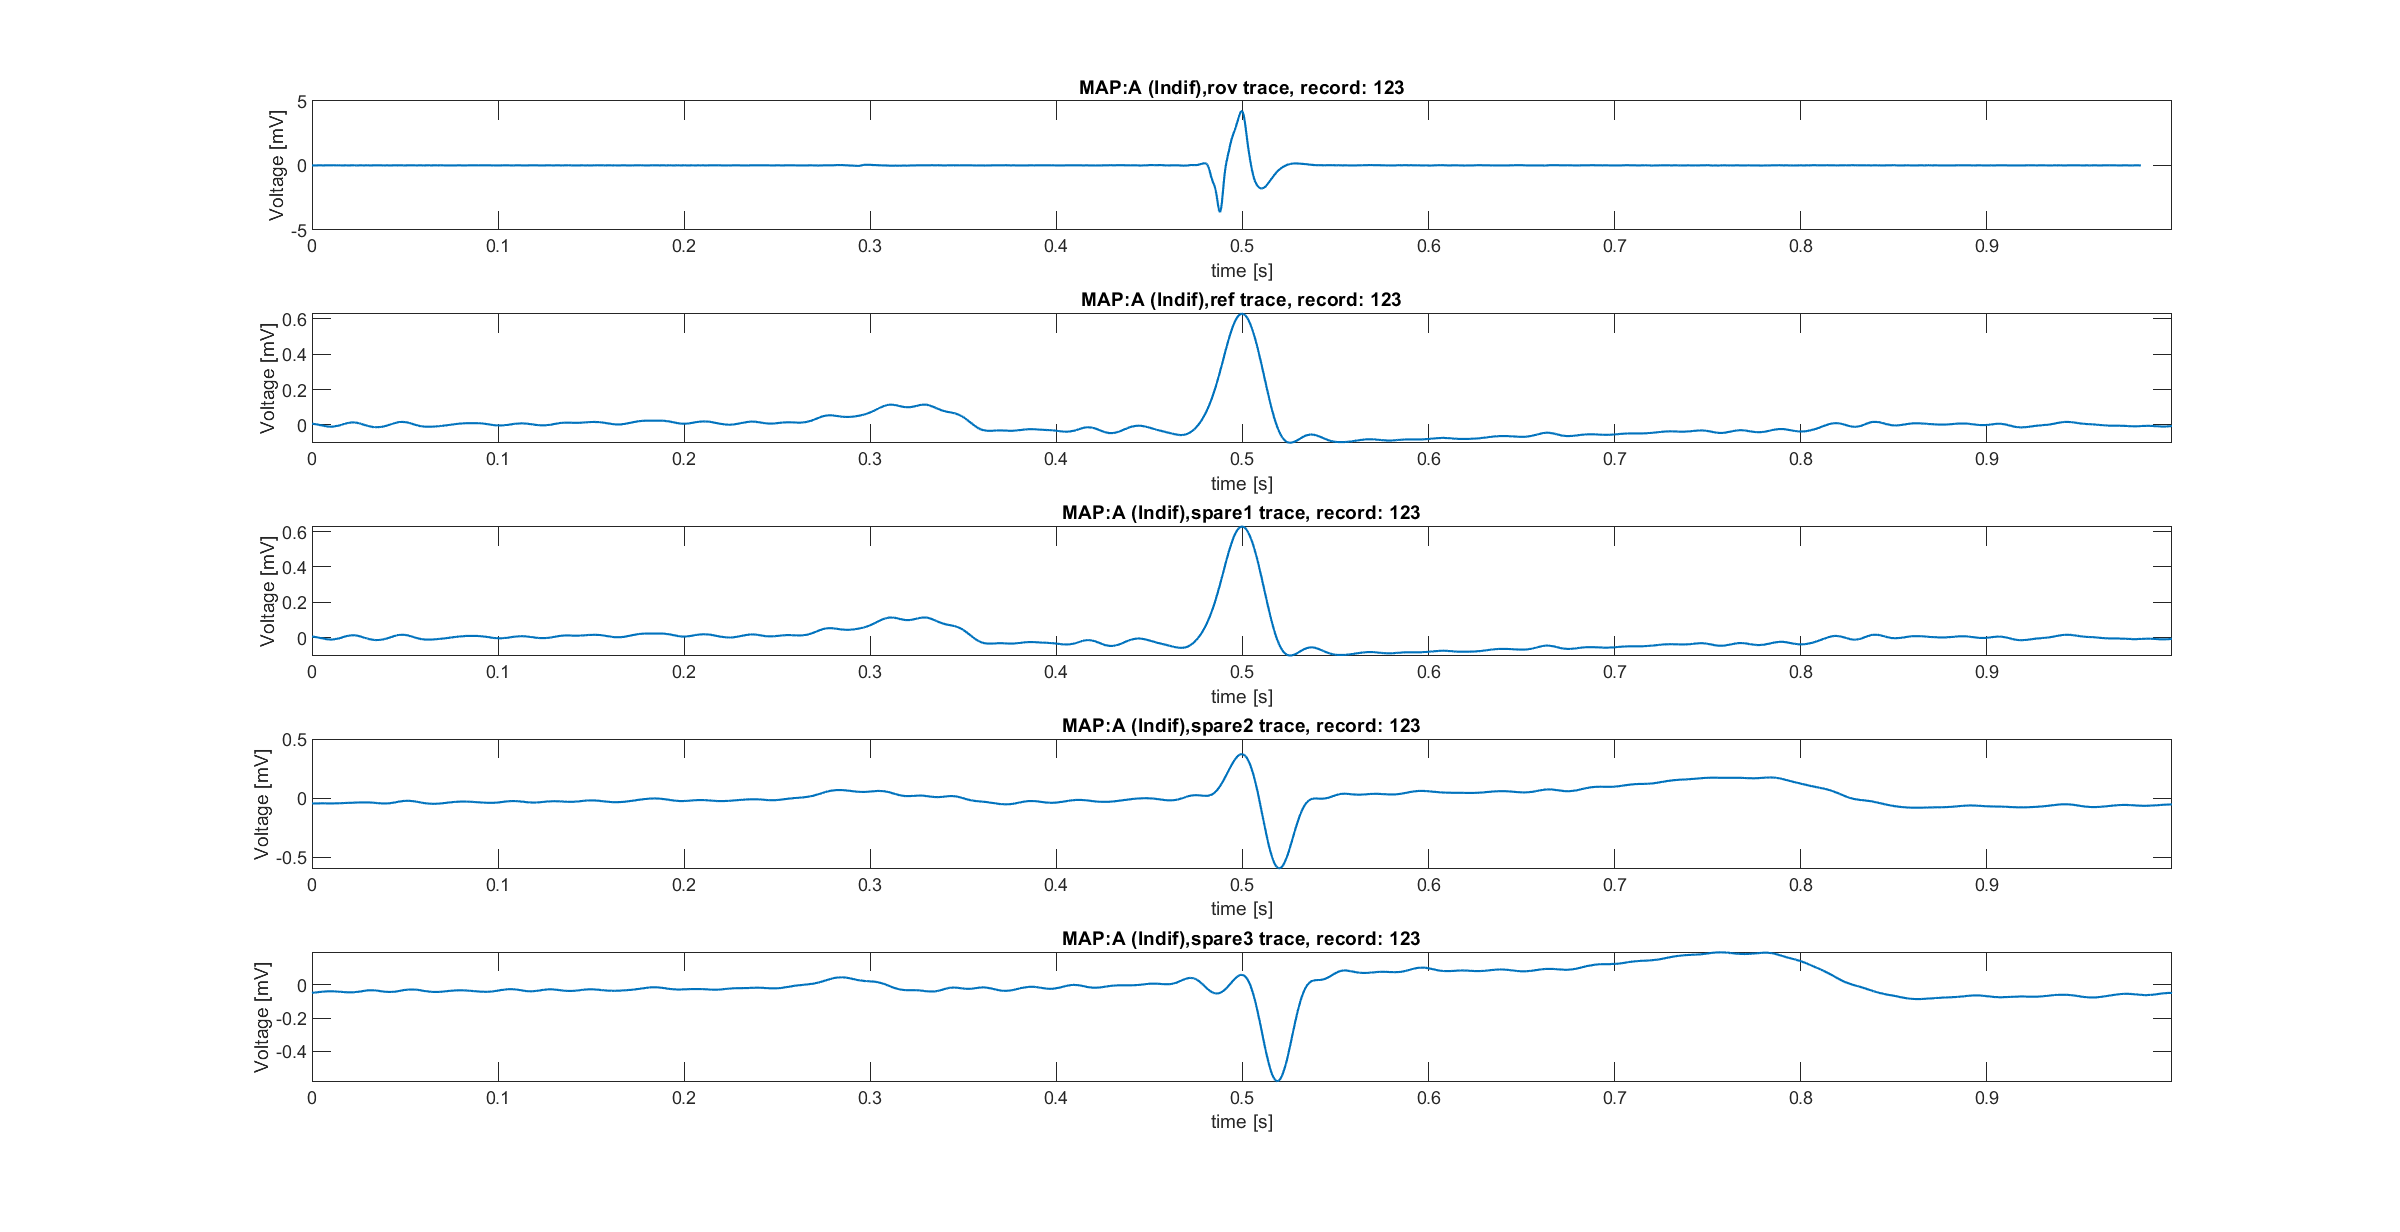 MAP:A (Indif),rov trace, record: 123
Voltage [mV]
5
0
-5
0 0.1 0.2 0.3 0.4 0.5 0.6 0.7 0.8 0.9
time [s]
MAP:A (Indif),ref trace, record: 123
Voltage [mV]
0.6
0.4
0.2
0
0 0.1 0.2 0.3 0.4 0.5 0.6 0.7 0.8 0.9
time [s]
MAP:A (Indif),spare1 trace, record: 123
Voltage [mV]
0.6
0.4
0.2
0
0 0.1 0.2 0.3 0.4 0.5 0.6 0.7 0.8 0.9
time [s]
MAP:A (Indif),spare2 trace, record: 123
Voltage [mV]
0.5
0
-0.5
0 0.1 0.2 0.3 0.4 0.5 0.6 0.7 0.8 0.9
time [s]
MAP:A (Indif),spare3 trace, record: 123
Voltage [mV]
0
-0.2
-0.4
0 0.1 0.2 0.3 0.4 0.5 0.6 0.7 0.8 0.9
time [s]